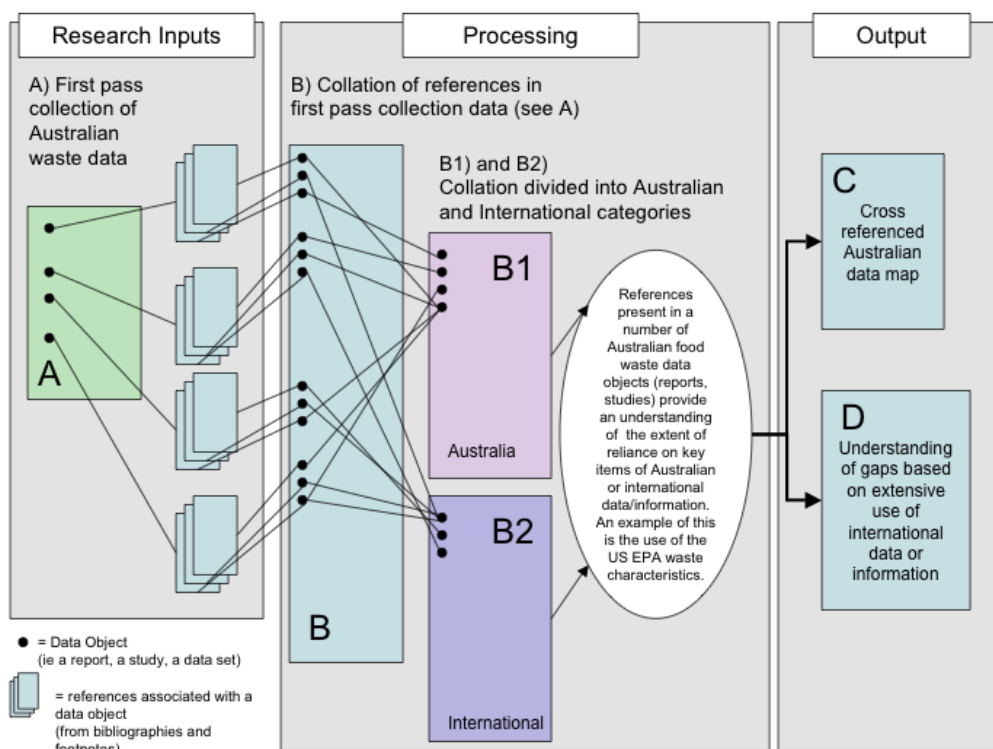 Research Inputs
Processing
Output
A) First pass
collection of
Australian
waste data
A
B) Collation of references in
first pass collection data (see A)
B
B1) and B2)
Collation divided into Australian
and International categories
B1
Australia
B2
International
References
present in a
number of
Australian food
waste data
objects (reports,
studies) provide
an understanding
of the extent of
reliance on key
items of Australian
or international
data/information.
An example of this
is the use of the
US EPA waste
characteristics.
C
Cross
referenced
Australian
data map
D
Understanding
of gaps based
on extensive
use of
international
data or
information
= Data Object
(ie a report, a study, a data set)
= references associated with a
data object
(from bibliographies and
footnotes)